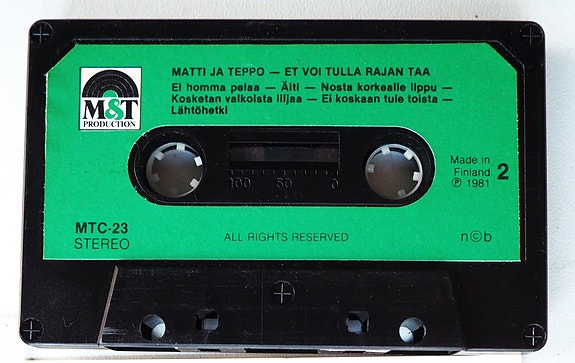 MATTI JA TEPPO — ET VOI TULLA RAJAN TAA
Ei homma pelaa — Äiti — Nosta korkealle lippu —
Kosketan valkoista liljaa — Ei koskaan tule toista —
Lähtöhetki
M&T
PRODUCTION
100 50 0
Made in
Finland
℗ 1981
2
MTC-23
STEREO
ALL RIGHTS RESERVED
n©b